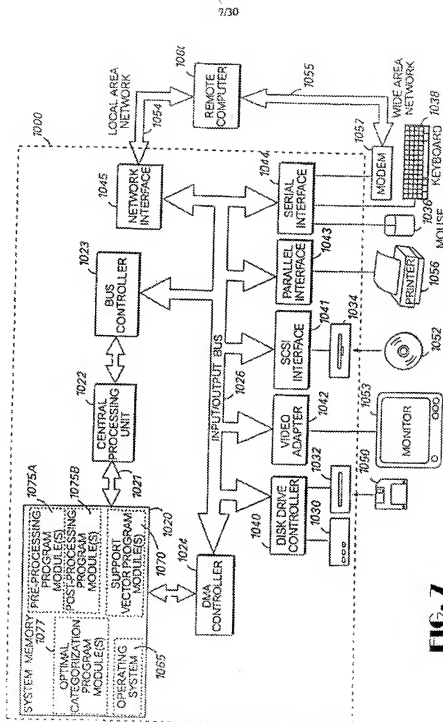 7/30
1000
SYSTEM MEMORY
1077
PRE-PROCESSING
PROGRAM
MODULE(S)
1075A
POST-PROCESSING
PROGRAM
MODULE(S)
1075B
OPTIMAL
CATEGORIZATION
PROGRAM
MODULE(S)
OPERATING
SYSTEM
1065
SUPPORT
VECTOR PROGRAM
MODULE(S)
1070
1020
1021
CENTRAL
PROCESSING
UNIT
1022
BUS
CONTROLLER
1023
NETWORK
INTERFACE
1045
LOCAL AREA
NETWORK
1054
REMOTE
COMPUTER
1055
WIDE AREA
NETWORK
DMA
CONTROLLER
1024
INPUT/OUTPUT BUS
1026
DISK DRIVE
CONTROLLER
1040
VIDEO
ADAPTER
1042
SCSI
INTERFACE
1041
PARALLEL
INTERFACE
1043
SERIAL
INTERFACE
1044
MODEM
1057
1030
1032
1034
1050
MONITOR
1053
1052
PRINTER
1056
MOUSE
1036
KEYBOARD
1038
FIG. 7